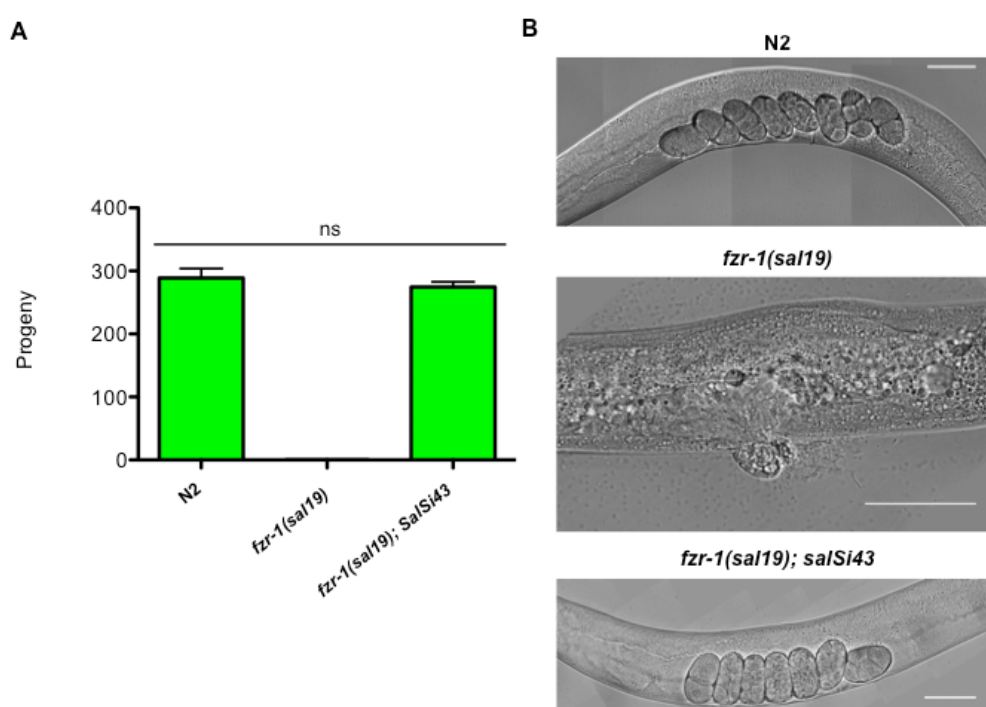 A
400
300
200
100
0
Progeny
ns
N2
fzr-1(sal19)
fzr-1(sal19); SalSi43
B
N2
fzr-1(sal19)
fzr-1(sal19); salSi43